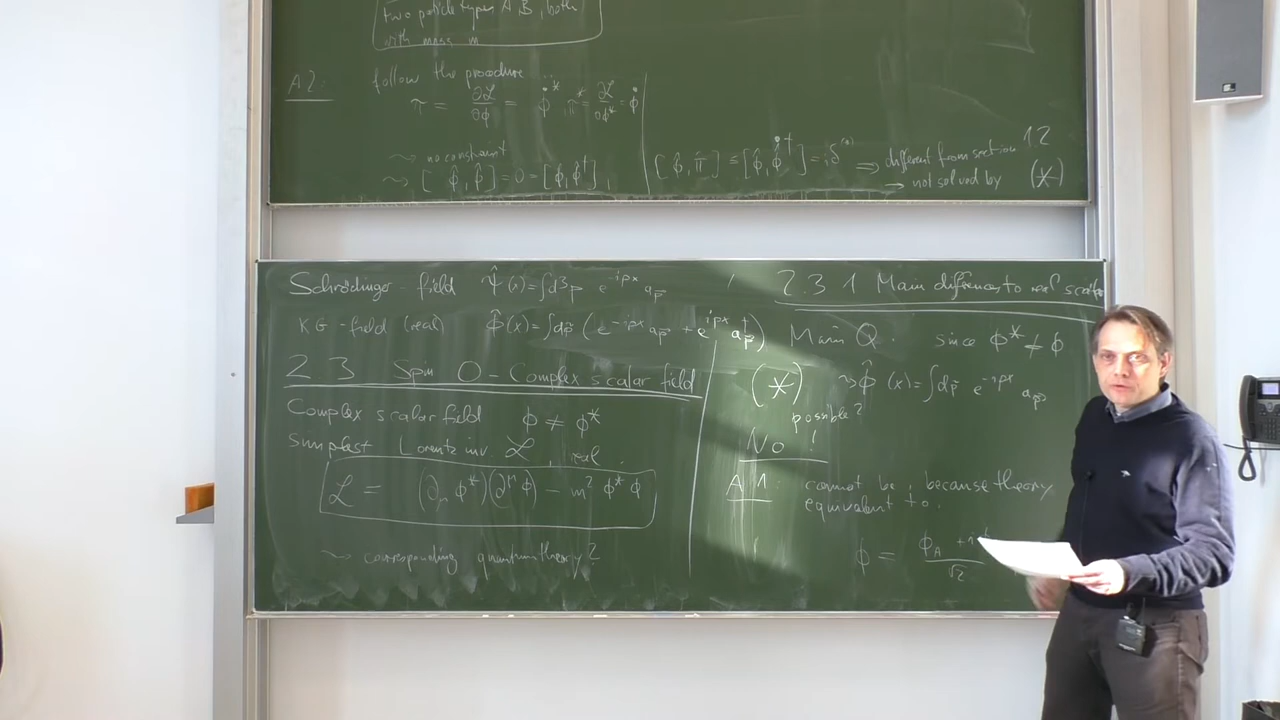 two particle types A, B, both
with mass m
A2: follow the procedure
π = ∂ℒ/∂ϕ̇ = ϕ̇*, π* = ∂ℒ/∂ϕ̇* = ϕ̇
⇝ no constraint
⇝ [ϕ̂, ϕ̂] = 0 = [ϕ, ϕ†],
[ϕ̂, π̂] = [ϕ̂, ϕ̇̂†] = iδ⁽³⁾ ⇒ different from section 1.2
→ not solved by (*)
Schrödinger-field ψ̂(x) = ∫d³p e^{-ipx} a_p⃗
KG-field (real) ϕ̂(x) = ∫dp̃ (e^{-ipx} a_p⃗ + e^{ipx} a†_p⃗)
2.3 Spin 0 - Complex scalar field
Complex scalar field ϕ ≠ ϕ*
Simplest Lorentz inv. ℒ, real
ℒ = (∂_μ ϕ*)(∂^μ ϕ) − m² ϕ* ϕ
⇝ corresponding quantum theory?
2.3.1 Main difference to real scalar
Main Q. since ϕ* ≠ ϕ
(*) ⇝ ϕ̂(x) = ∫dp̃ e^{-ipx} a_p⃗
possible?
No!
A1: cannot be, because theory
equivalent to:
ϕ = ϕ_A + i /√2